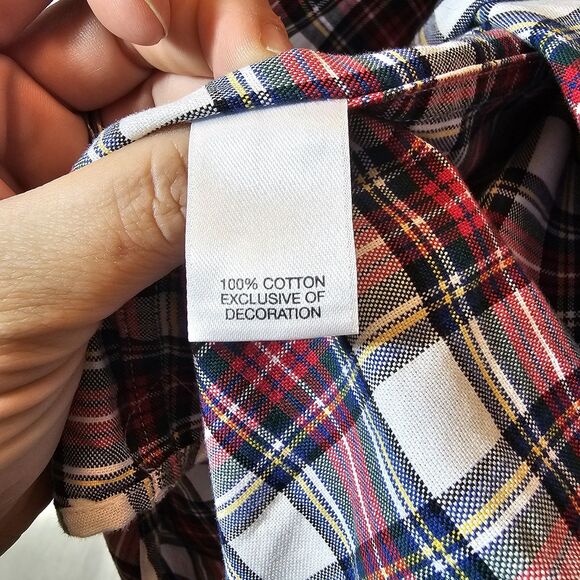 100% COTTON
EXCLUSIVE OF
DECORATION